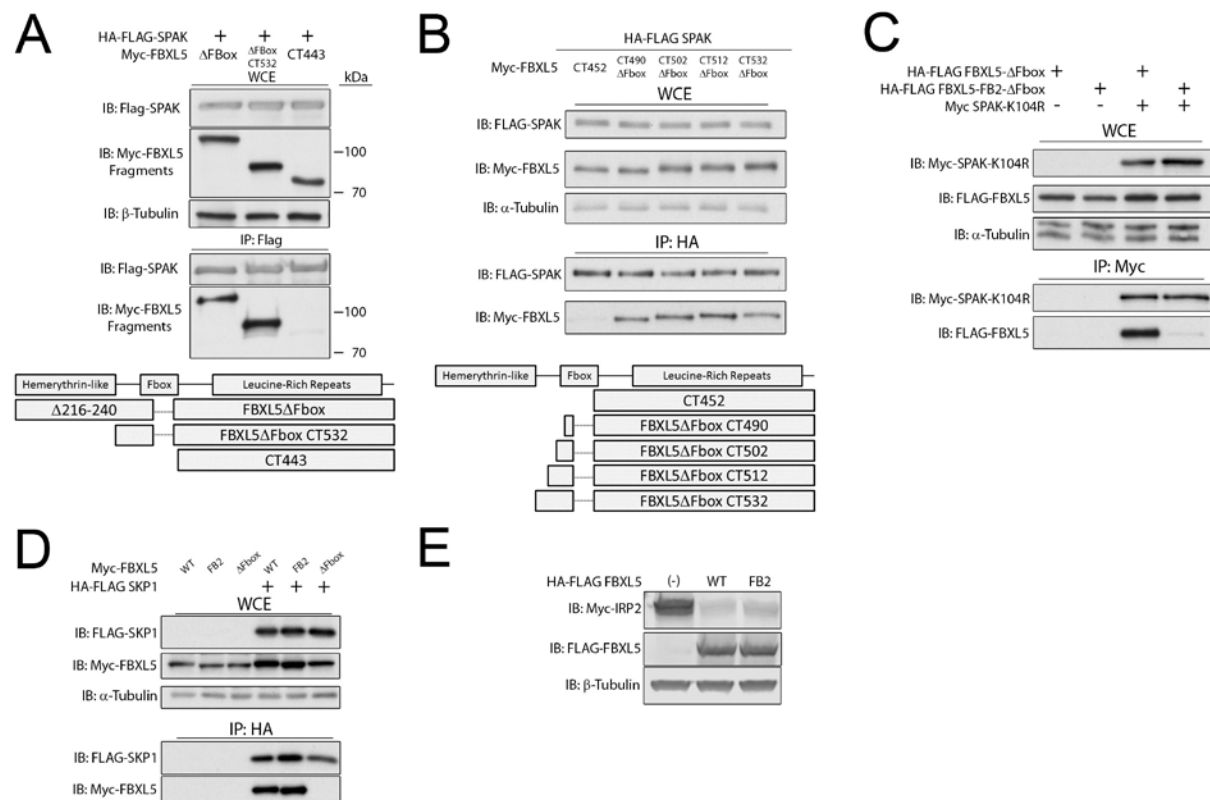 A
HA-FLAG-SPAK + + +
Myc-FBXL5 ΔFBox ΔFBox CT532 CT443
WCE
kDa
IB: Flag-SPAK
IB: Myc-FBXL5 Fragments
– 100
– 70
IB: β-Tubulin
IP: Flag
IB: Flag-SPAK
IB: Myc-FBXL5 Fragments
– 100
– 70
Hemerythrin-like Fbox Leucine-Rich Repeats
Δ216-240 FBXL5ΔFbox
FBXL5ΔFbox CT532
CT443
B
HA-FLAG SPAK
Myc-FBXL5 CT452 CT490 ΔFbox CT502 ΔFbox CT512 ΔFbox CT532 ΔFbox
WCE
IB: FLAG-SPAK
IB: Myc-FBXL5
IB: α-Tubulin
IP: HA
IB: FLAG-SPAK
IB: Myc-FBXL5
Hemerythrin-like Fbox Leucine-Rich Repeats
CT452
FBXL5ΔFbox CT490
FBXL5ΔFbox CT502
FBXL5ΔFbox CT512
FBXL5ΔFbox CT532
C
HA-FLAG FBXL5-ΔFbox + +
HA-FLAG FBXL5-FB2-ΔFbox + +
Myc SPAK-K104R - - + +
WCE
IB: Myc-SPAK-K104R
IB: FLAG-FBXL5
IB: α-Tubulin
IP: Myc
IB: Myc-SPAK-K104R
IB: FLAG-FBXL5
D
Myc-FBXL5 WT FB2 ΔFbox WT FB2 ΔFbox
HA-FLAG SKP1 + + +
WCE
IB: FLAG-SKP1
IB: Myc-FBXL5
IB: α-Tubulin
IP: HA
IB: FLAG-SKP1
IB: Myc-FBXL5
E
HA-FLAG FBXL5 (-) WT FB2
IB: Myc-IRP2
IB: FLAG-FBXL5
IB: β-Tubulin